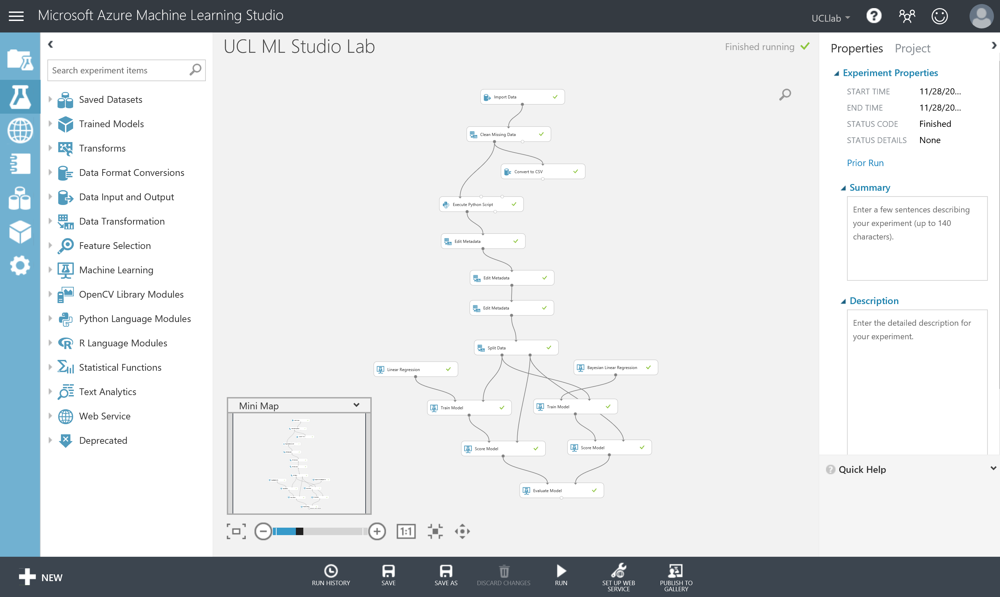 Microsoft Azure Machine Learning Studio
UCLlab
Search experiment items
Saved Datasets
Trained Models
Transforms
Data Format Conversions
Data Input and Output
Data Transformation
Feature Selection
Machine Learning
OpenCV Library Modules
Python Language Modules
R Language Modules
Statistical Functions
Text Analytics
Web Service
Deprecated
UCL ML Studio Lab
Finished running
Import Data
Clean Missing Data
Convert to CSV
Execute Python Script
Edit Metadata
Edit Metadata
Edit Metadata
Split Data
Linear Regression
Bayesian Linear Regression
Train Model
Train Model
Score Model
Score Model
Evaluate Model
Mini Map
1:1
Properties Project
Experiment Properties
START TIME 11/28/20...
END TIME 11/28/20...
STATUS CODE Finished
STATUS DETAILS None
Prior Run
Summary
Enter a few sentences describing
your experiment (up to 140
characters).
Description
Enter the detailed description for
your experiment.
Quick Help
NEW
RUN HISTORY
SAVE
SAVE AS
DISCARD CHANGES
RUN
SET UP WEB
SERVICE
PUBLISH TO
GALLERY